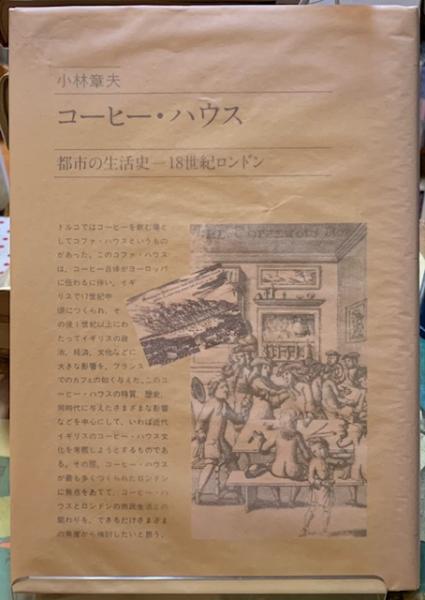 小林章夫
コーヒー・ハウス
都市の生活史—18世紀ロンドン
トルコではコーヒーを飲む場と
してコファ・ハウスというもの
があった。このコファ・ハウス
は、コーヒー自体がヨーロッパ
に伝わるに伴い、イギ
リスで17世紀中
頃につくられ、そ
の後1世紀以上にわ
たってイギリスの政
治、経済、文化などに
大きな影響を、フランス
でのカフェの如く与えた。このコ
ーヒー・ハウスの特質、歴史、
同時代に与えたさまざまな影響
などを中心にして、いわば近代
イギリスのコーヒー・ハウス文
化を考察しようとするものであ
る。その際、コーヒー・ハウス
が最も多くつくられたロンドン
に焦点をあてて、コーヒー・ハ
ウスとロンドンの市民生活との
関わりを、できるだけさまざま
の角度から検討したいと思う。